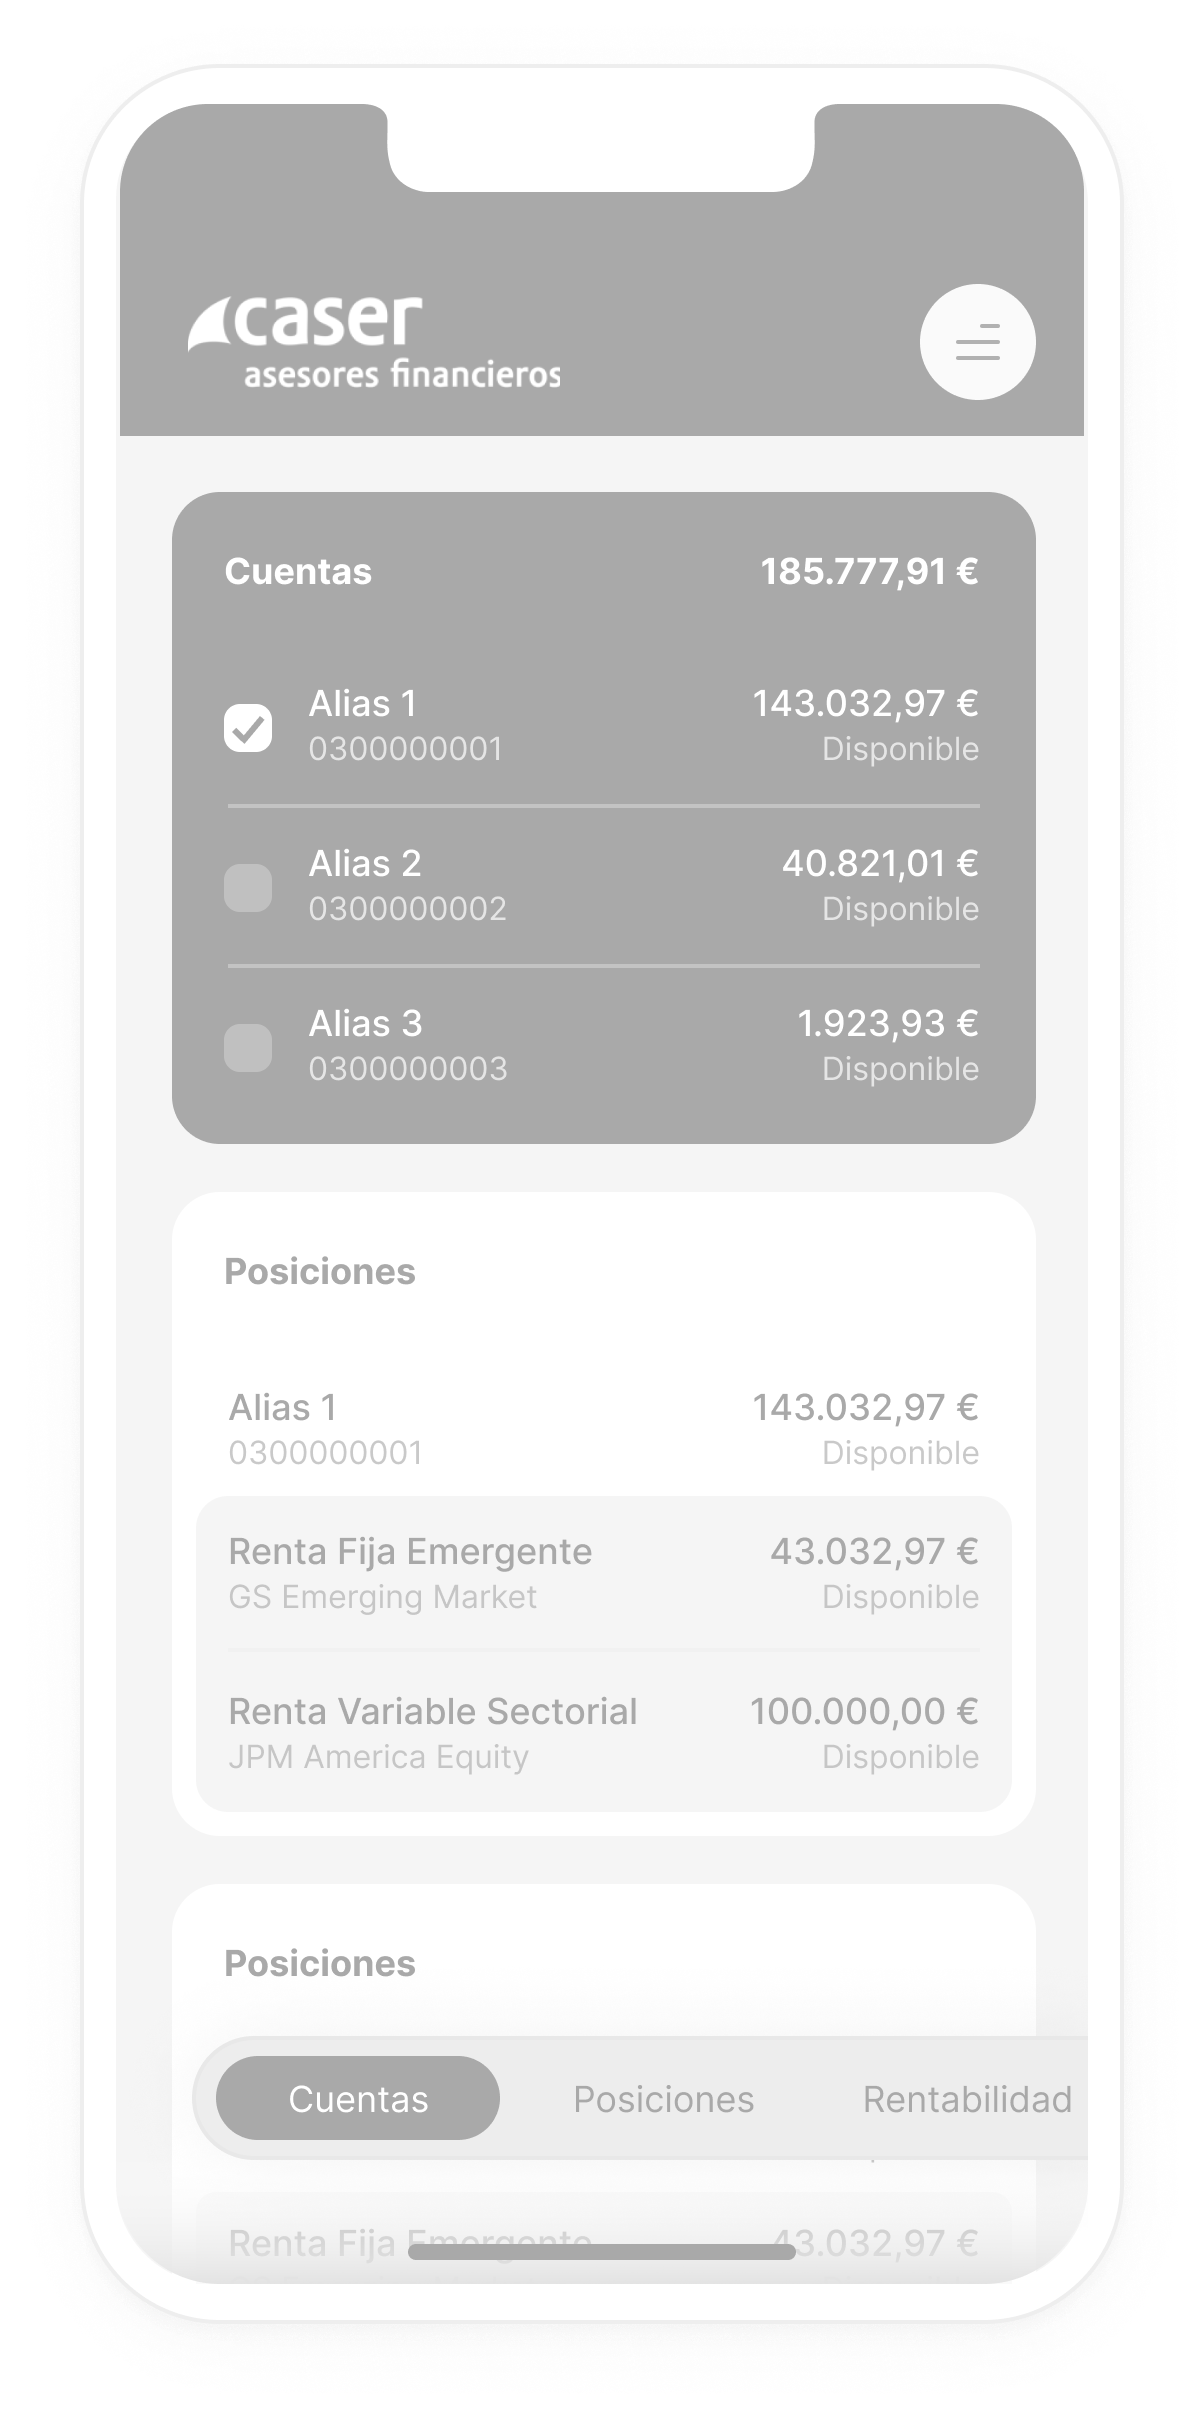 caser
asesores financieros
Cuentas 185.777,91 €
Alias 1 143.032,97 €
0300000001 Disponible
Alias 2 40.821,01 €
0300000002 Disponible
Alias 3 1.923,93 €
0300000003 Disponible
Posiciones
Alias 1 143.032,97 €
0300000001 Disponible
Renta Fija Emergente 43.032,97 €
GS Emerging Market Disponible
Renta Variable Sectorial 100.000,00 €
JPM America Equity Disponible
Posiciones
Cuentas Posiciones Rentabilidad
Renta Fija Emergente 43.032,97 €